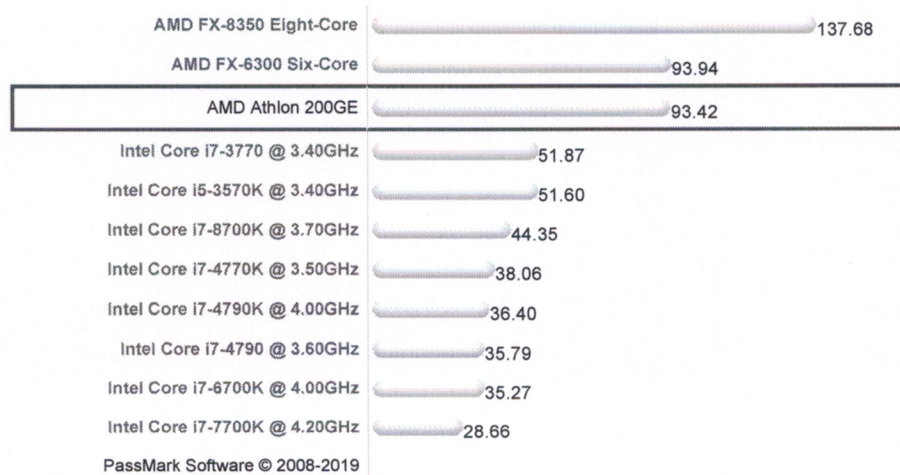 AMD FX-8350 Eight-Core 137.68
AMD FX-6300 Six-Core 93.94
AMD Athlon 200GE 93.42
Intel Core i7-3770 @ 3.40GHz 51.87
Intel Core i5-3570K @ 3.40GHz 51.60
Intel Core i7-8700K @ 3.70GHz 44.35
Intel Core i7-4770K @ 3.50GHz 38.06
Intel Core i7-4790K @ 4.00GHz 36.40
Intel Core i7-4790 @ 3.60GHz 35.79
Intel Core i7-6700K @ 4.00GHz 35.27
Intel Core i7-7700K @ 4.20GHz 28.66
PassMark Software © 2008-2019